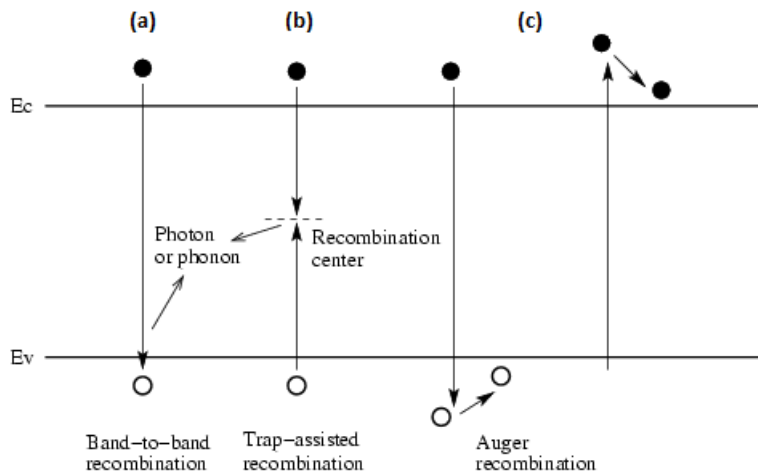 (a)
(b)
(c)
Ec
Photon
or phonon
Recombination
center
Ev
Band-to-band
recombination
Trap-assisted
recombination
Auger
recombination